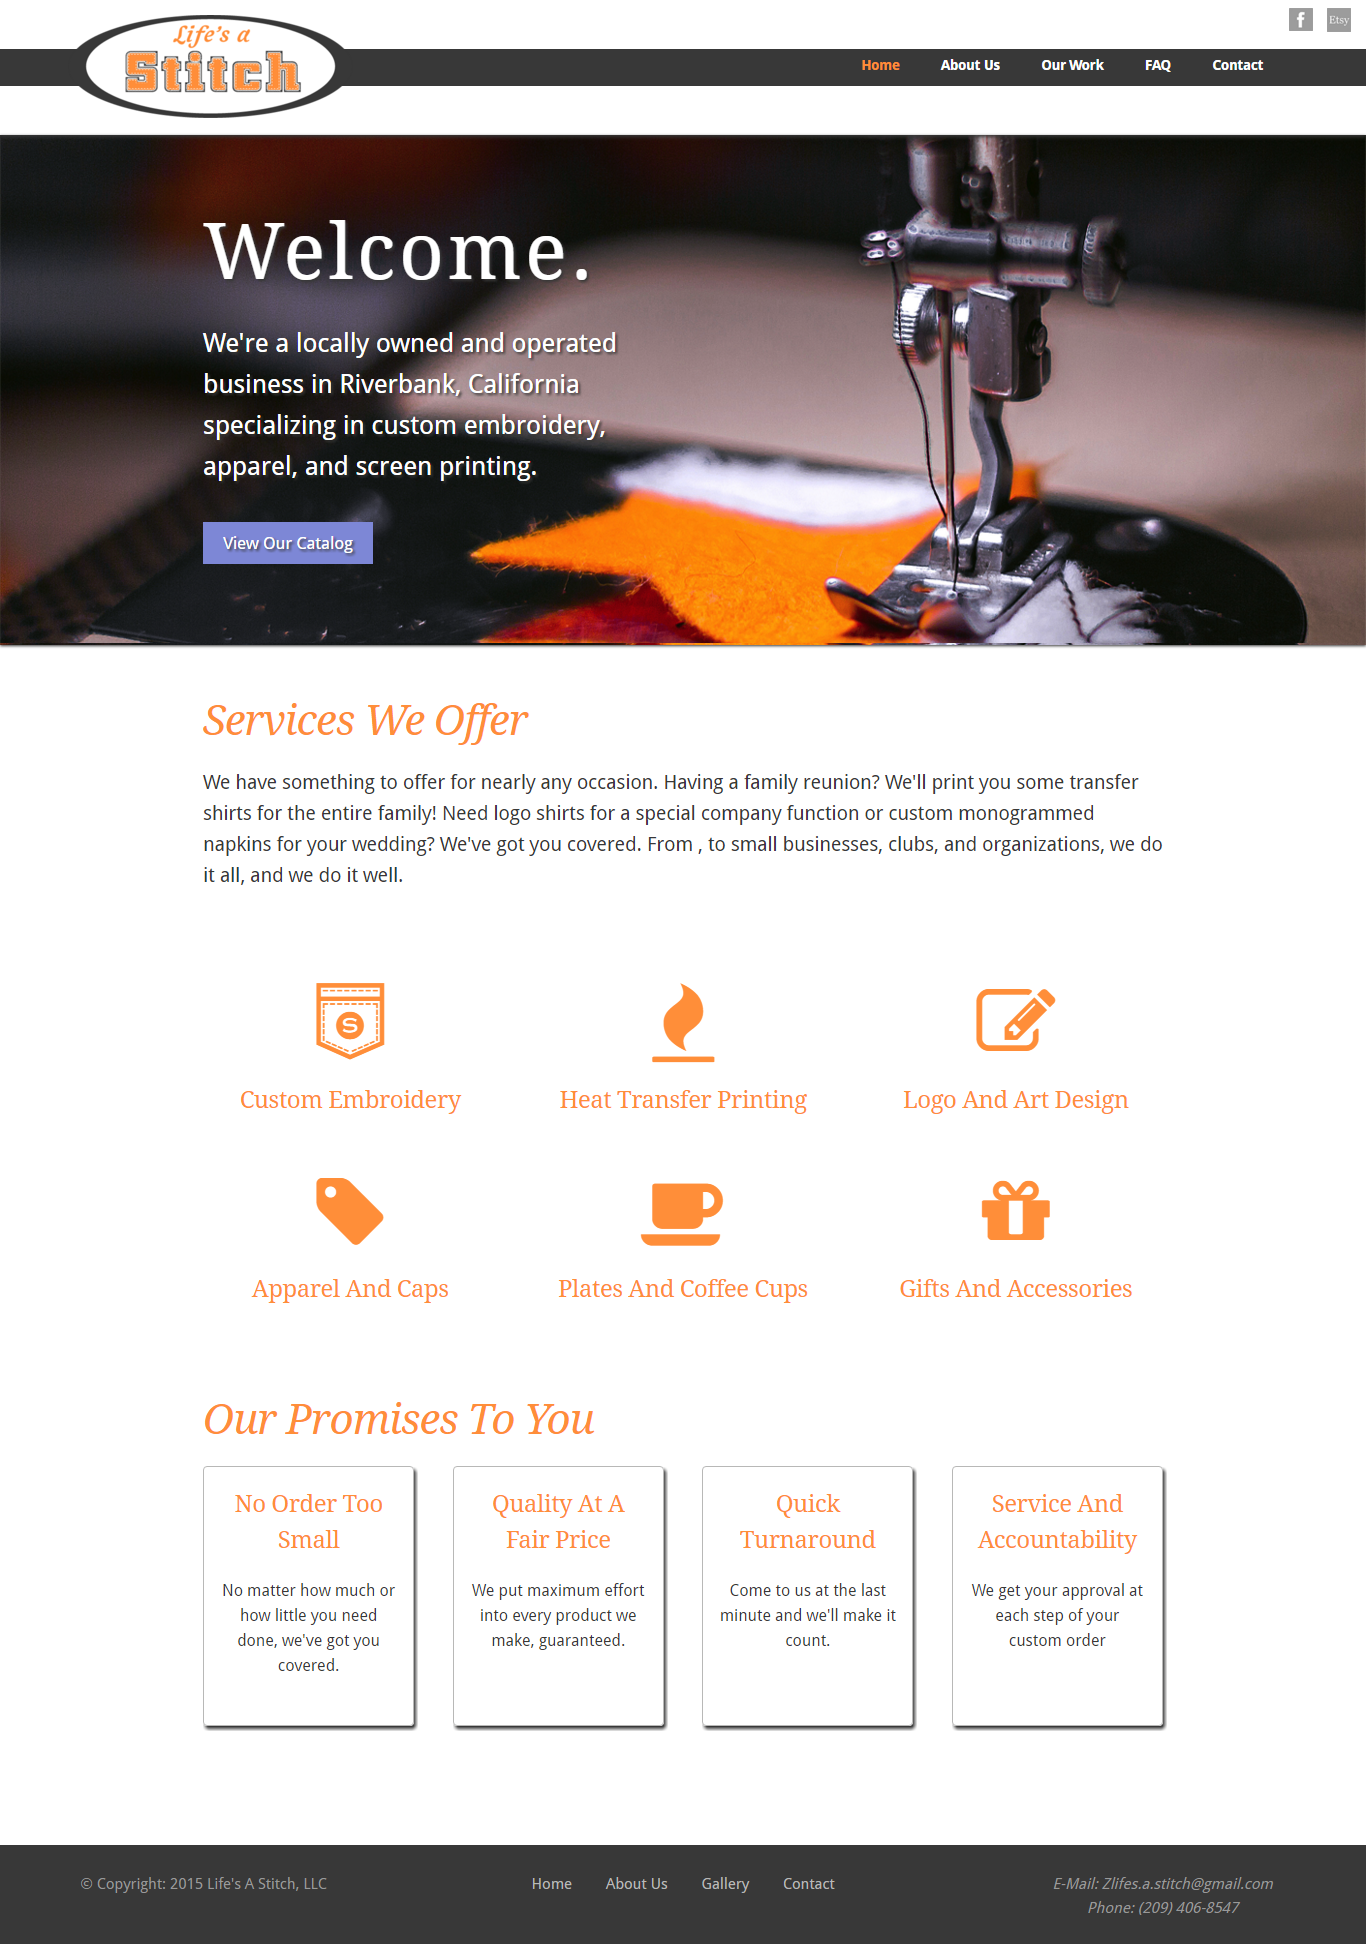 Life's a
Stitch
Etsy
Home About Us Our Work FAQ Contact
Welcome.
We're a locally owned and operated
business in Riverbank, California
specializing in custom embroidery,
apparel, and screen printing.
View Our Catalog
Services We Offer
We have something to offer for nearly any occasion. Having a family reunion? We'll print you some transfer
shirts for the entire family! Need logo shirts for a special company function or custom monogrammed
napkins for your wedding? We've got you covered. From , to small businesses, clubs, and organizations, we do
it all, and we do it well.
S
Custom Embroidery
Heat Transfer Printing
Logo And Art Design
Apparel And Caps
Plates And Coffee Cups
Gifts And Accessories
Our Promises To You
No Order Too
Small
No matter how much or
how little you need
done, we've got you
covered.
Quality At A
Fair Price
We put maximum effort
into every product we
make, guaranteed.
Quick
Turnaround
Come to us at the last
minute and we'll make it
count.
Service And
Accountability
We get your approval at
each step of your
custom order
© Copyright: 2015 Life's A Stitch, LLC
Home About Us Gallery Contact
E-Mail: Zlifes.a.stitch@gmail.com
Phone: (209) 406-8547